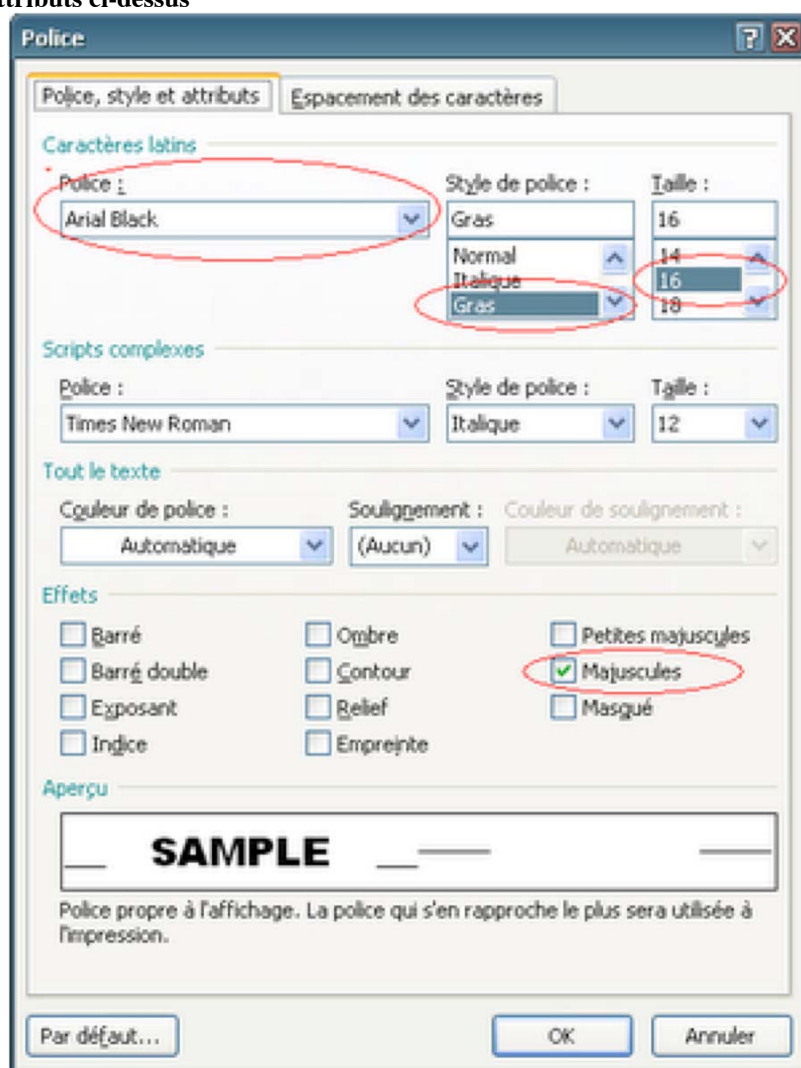 attributs ci-dessus
Police
Police, style et attributs Espacement des caractères
Caractères latins
Police : Style de police : Taille :
Arial Black Gras 16
Normal 14
Italique 16
Gras 18
Scripts complexes
Police : Style de police : Taille :
Times New Roman Italique 12
Tout le texte
Couleur de police : Soulignement : Couleur de soulignement :
Automatique (Aucun) Automatique
Effets
Barré Ombre Petites majuscules
Barré double Contour Majuscules
Exposant Relief Masqué
Indice Empreinte
Aperçu
SAMPLE
Police propre à l'affichage. La police qui s'en rapproche le plus sera utilisée à
l'impression.
Par défaut... OK Annuler